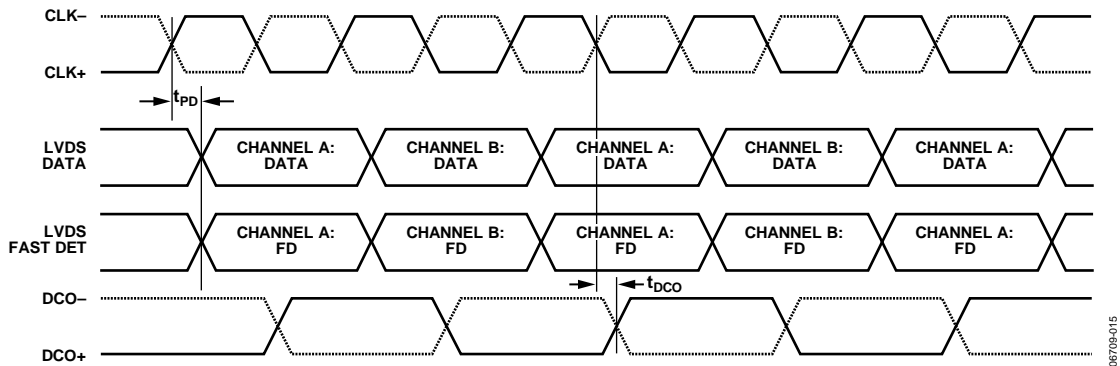 CLK–
CLK+
tPD
LVDS
DATA
CHANNEL A:
DATA
CHANNEL B:
DATA
CHANNEL A:
DATA
CHANNEL B:
DATA
CHANNEL A:
DATA
LVDS
FAST DET
CHANNEL A:
FD
CHANNEL B:
FD
CHANNEL A:
FD
CHANNEL B:
FD
CHANNEL A:
FD
tDCO
DCO–
DCO+
06709-015